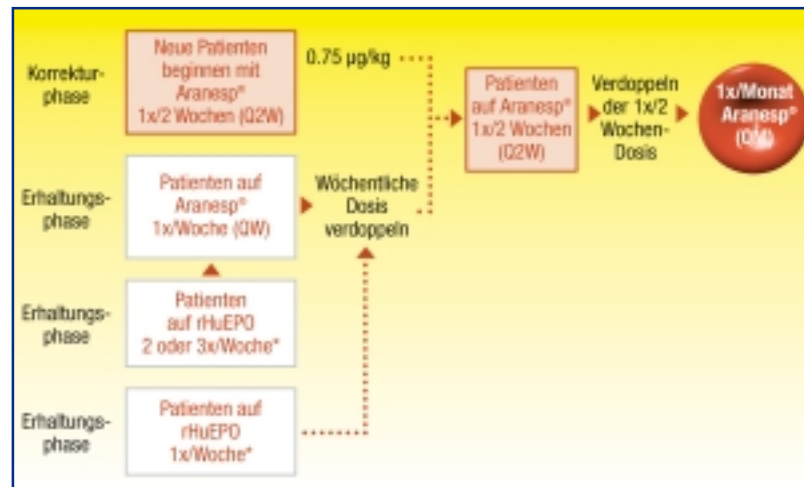 Korrektur-
phase
Neue Patienten
beginnen mit
Aranesp®
1x/2 Wochen (Q2W)
0.75 µg/kg
Patienten
auf Aranesp®
1x/2 Wochen
(Q2W)
Verdoppeln
der 1x/2
Wochen-
Dosis
1x/Monat
Aranesp®
(QM)
Erhaltungs-
phase
Patienten auf
Aranesp®
1x/Woche (QW)
Wöchentliche
Dosis
verdoppeln
Erhaltungs-
phase
Patienten
auf rHuEPO
2 oder 3x/Woche*
Erhaltungs-
phase
Patienten auf
rHuEPO
1x/Woche*